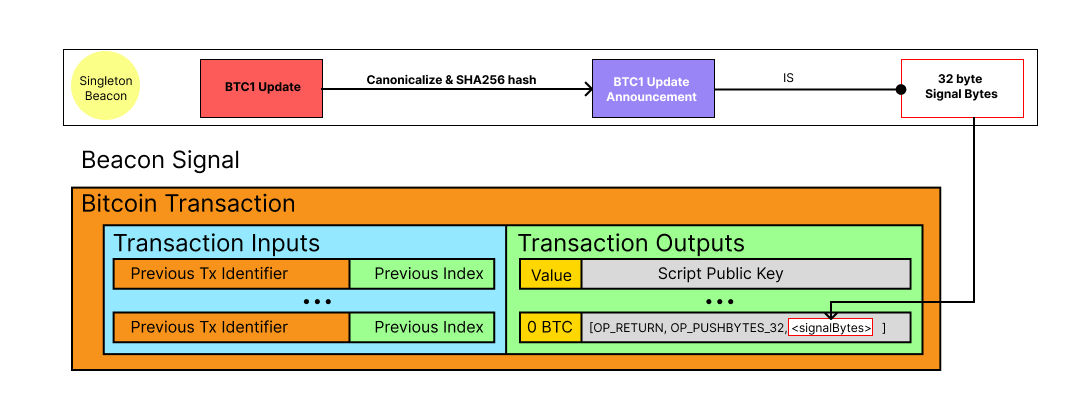 Singleton
Beacon
BTC1 Update
Canonicalize & SHA256 hash
BTC1 Update
Announcement
IS
32 byte
Signal Bytes
Beacon Signal
Bitcoin Transaction
Transaction Inputs
Previous Tx Identifier
Previous Index
•••
Previous Tx Identifier
Previous Index
Transaction Outputs
Value
Script Public Key
•••
0 BTC
[OP_RETURN, OP_PUSHBYTES_32, <signalBytes> ]